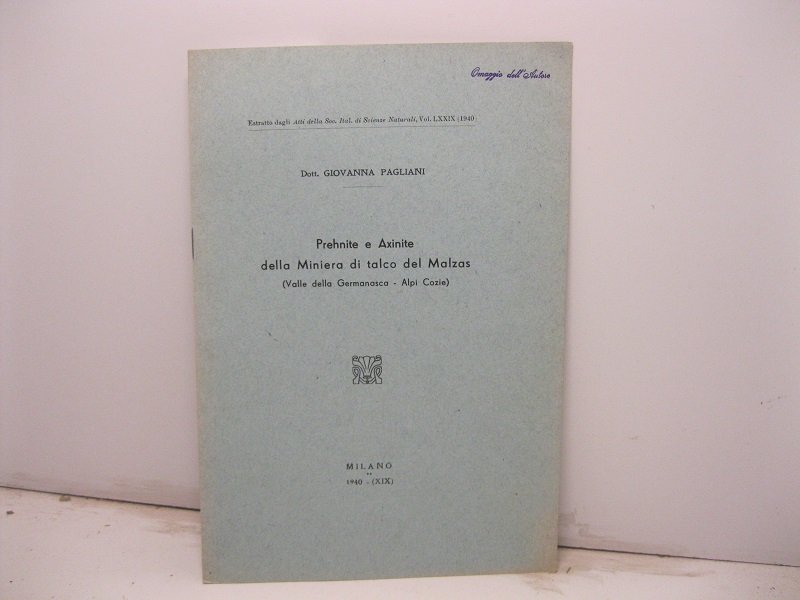 Omaggio dell'Autore
Estratto dagli Atti della Soc. Ital. di Scienze Naturali, Vol. LXXIX (1940)
Dott. GIOVANNA PAGLIANI
Prehnite e Axinite
della Miniera di talco del Malzas
(Valle della Germanasca - Alpi Cozie)
MILANO
1940 - (XIX)